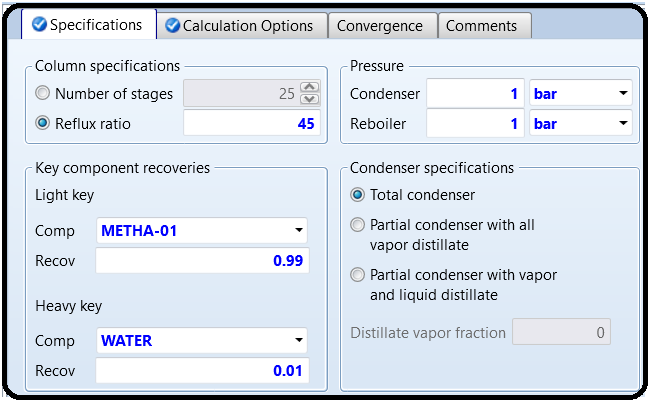 Specifications Calculation Options Convergence Comments
Column specifications
Number of stages 25
Reflux ratio 45
Pressure
Condenser 1 bar
Reboiler 1 bar
Key component recoveries
Light key
Comp METHA-01
Recov 0.99
Heavy key
Comp WATER
Recov 0.01
Condenser specifications
Total condenser
Partial condenser with all
vapor distillate
Partial condenser with vapor
and liquid distillate
Distillate vapor fraction 0